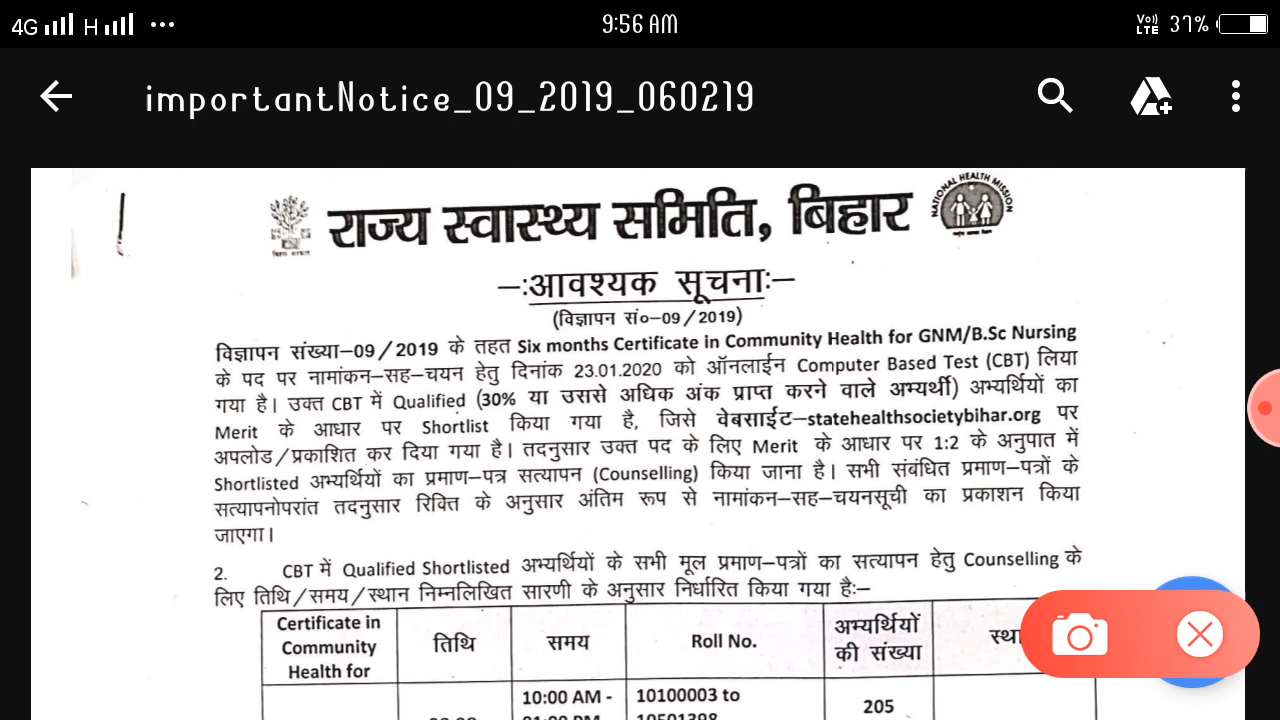 4G H ... 9:56 AM Vo)) LTE 37%
importantNotice_09_2019_060219
राज्य स्वास्थ्य समिति, बिहार
NATIONAL HEALTH MISSION
—:आवश्यक सूचनाः—
(विज्ञापन सं०-09/2019)
विज्ञापन संख्या–09/2019 के तहत Six months Certificate in Community Health for GNM/B.Sc Nursing
के पद पर नामांकन–सह–चयन हेतु दिनांक 23.01.2020 को ऑनलाईन Computer Based Test (CBT) लिया
गया है। उक्त CBT में Qualified (30% या उससे अधिक अंक प्राप्त करने वाले अभ्यर्थी) अभ्यर्थियों का
Merit के आधार पर Shortlist किया गया है, जिसे वेबसाईट–statehealthsocietybihar.org पर
अपलोड/प्रकाशित कर दिया गया है। तदनुसार उक्त पद के लिए Merit के आधार पर 1:2 के अनुपात में
Shortlisted अभ्यर्थियों का प्रमाण–पत्र सत्यापन (Counselling) किया जाना है। सभी संबंधित प्रमाण–पत्रों के
सत्यापनोपरांत तदनुसार रिक्ति के अनुसार अंतिम रूप से नामांकन–सह–चयनसूची का प्रकाशन किया
जाएगा।
2. CBT में Qualified Shortlisted अभ्यर्थियों के सभी मूल प्रमाण–पत्रों का सत्यापन हेतु Counselling के
लिए तिथि/समय/स्थान निम्नलिखित सारणी के अनुसार निर्धारित किया गया हैः–
Certificate in Community Health for तिथि समय Roll No. अभ्यर्थियों की संख्या
10:00 AM - 10100003 to 205